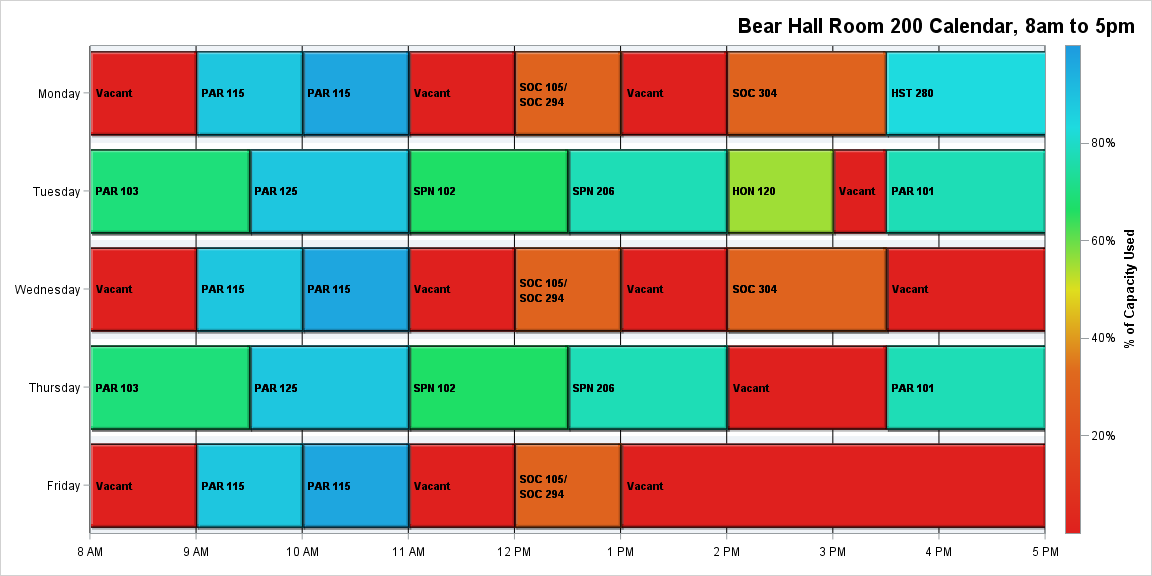 Bear Hall Room 200 Calendar, 8am to 5pm
Monday
Vacant
PAR 115
PAR 115
Vacant
SOC 105/
SOC 294
Vacant
SOC 304
HST 280
Tuesday
PAR 103
PAR 125
SPN 102
SPN 206
HON 120
Vacant
PAR 101
Wednesday
Vacant
PAR 115
PAR 115
Vacant
SOC 105/
SOC 294
Vacant
SOC 304
Vacant
Thursday
PAR 103
PAR 125
SPN 102
SPN 206
Vacant
PAR 101
Friday
Vacant
PAR 115
PAR 115
Vacant
SOC 105/
SOC 294
Vacant
8 AM
9 AM
10 AM
11 AM
12 PM
1 PM
2 PM
3 PM
4 PM
5 PM
80%
60%
40%
20%
% of Capacity Used